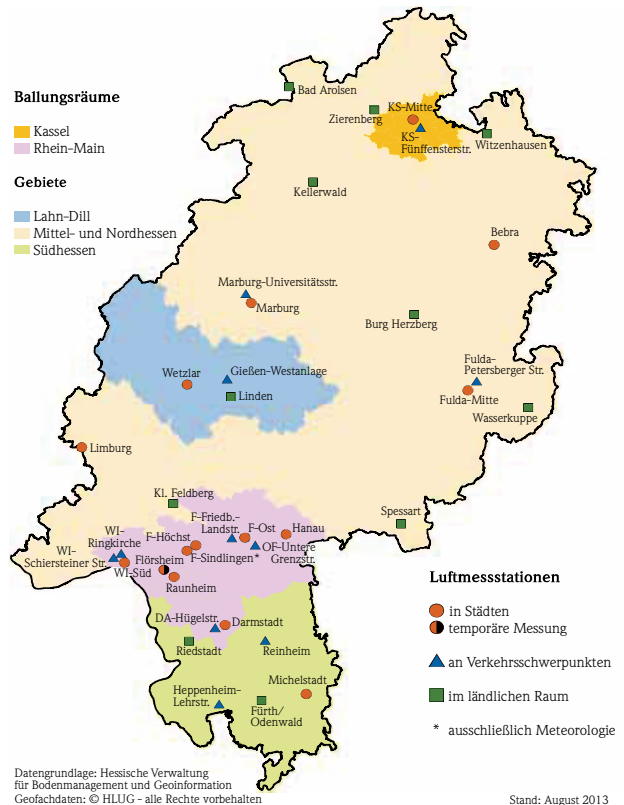 Ballungsräume
Kassel
Rhein-Main
Gebiete
Lahn-Dill
Mittel- und Nordhessen
Südhessen
Bad Arolsen
Zierenberg
KS-Mitte
KS-
Fünffensterstr.
Witzenhausen
Kellerwald
Bebra
Marburg-Universitätsstr.
Marburg
Burg Herzberg
Wetzlar
Gießen-Westanlage
Linden
Fulda-
Petersberger Str.
Fulda-Mitte
Wasserkuppe
Limburg
Kl. Feldberg
Spessart
F-Friedb.-
Landstr.
F-Ost
Hanau
WI-
Ringkirche
F-Höchst
OF-Untere
Grenzstr.
WI-
Schiersteiner Str.
Flörsheim
F-Sindlingen*
WI-Süd
Raunheim
DA-Hügelstr.
Darmstadt
Riedstadt
Reinheim
Michelstadt
Heppenheim-
Lehrstr.
Fürth/
Odenwald
Luftmessstationen
in Städten
temporäre Messung
an Verkehrsschwerpunkten
im ländlichen Raum
* ausschließlich Meteorologie
Datengrundlage: Hessische Verwaltung
für Bodenmanagement und Geoinformation
Geofachdaten: © HLUG - alle Rechte vorbehalten
Stand: August 2013